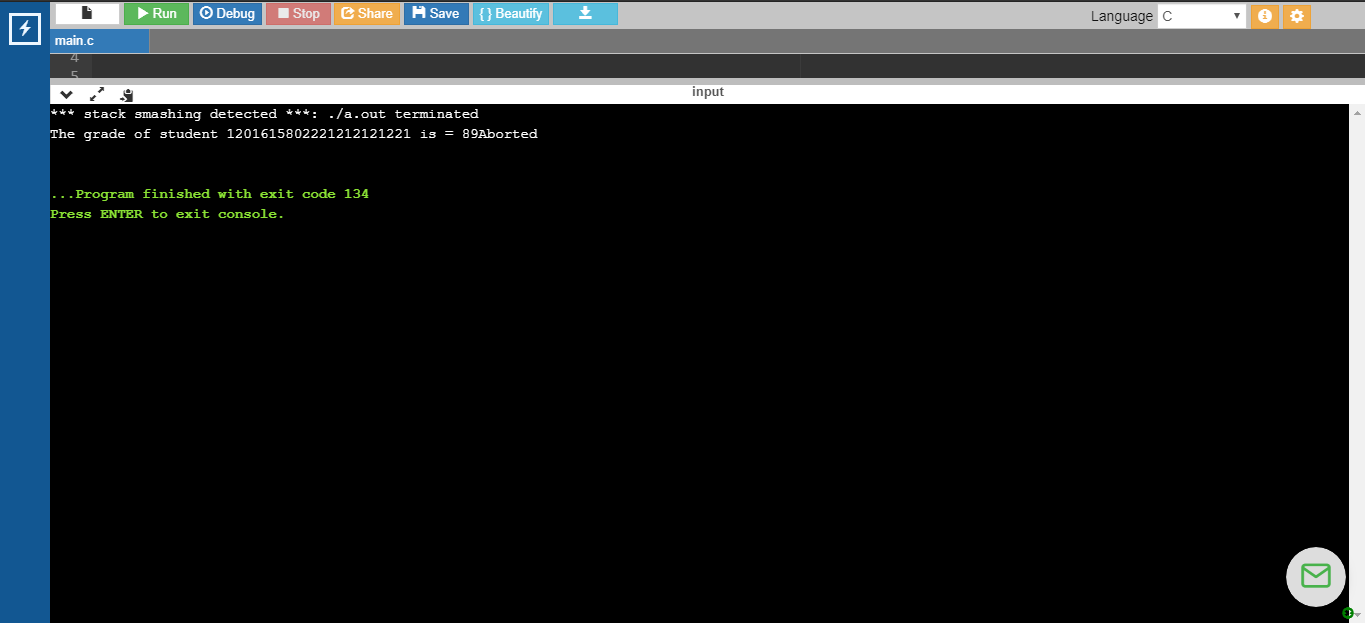 Run Debug Stop Share Save { } Beautify Language C
main.c
4
5
input
*** stack smashing detected ***: ./a.out terminated
The grade of student 1201615802221212121221 is = 89Aborted
...Program finished with exit code 134
Press ENTER to exit console.